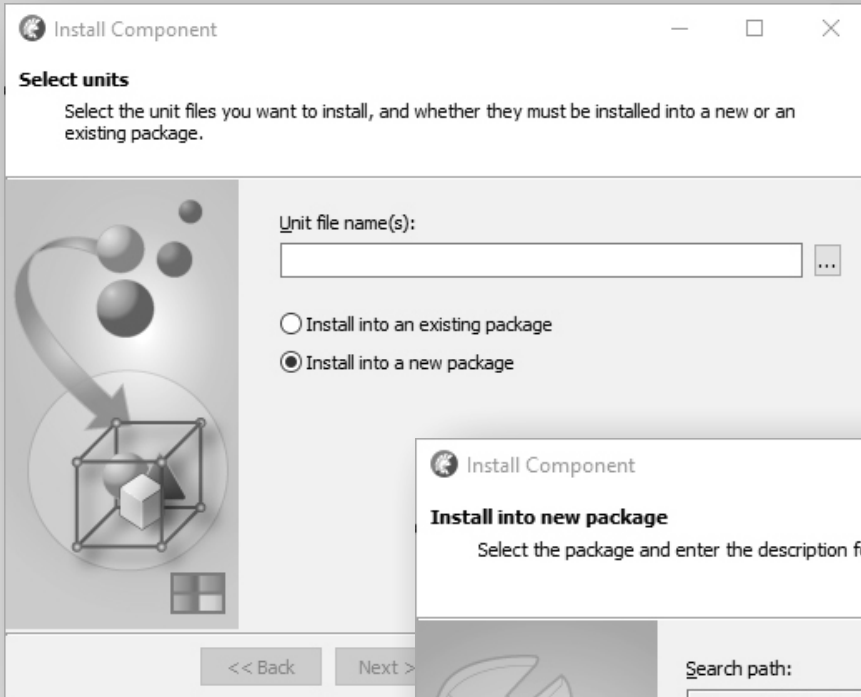 Install Component
Select units
Select the unit files you want to install, and whether they must be installed into a new or an
existing package.
Unit file name(s):
...
Install into an existing package
Install into a new package
Install Component
Install into new package
Select the package and enter the description
<< Back
Next >
Search path: